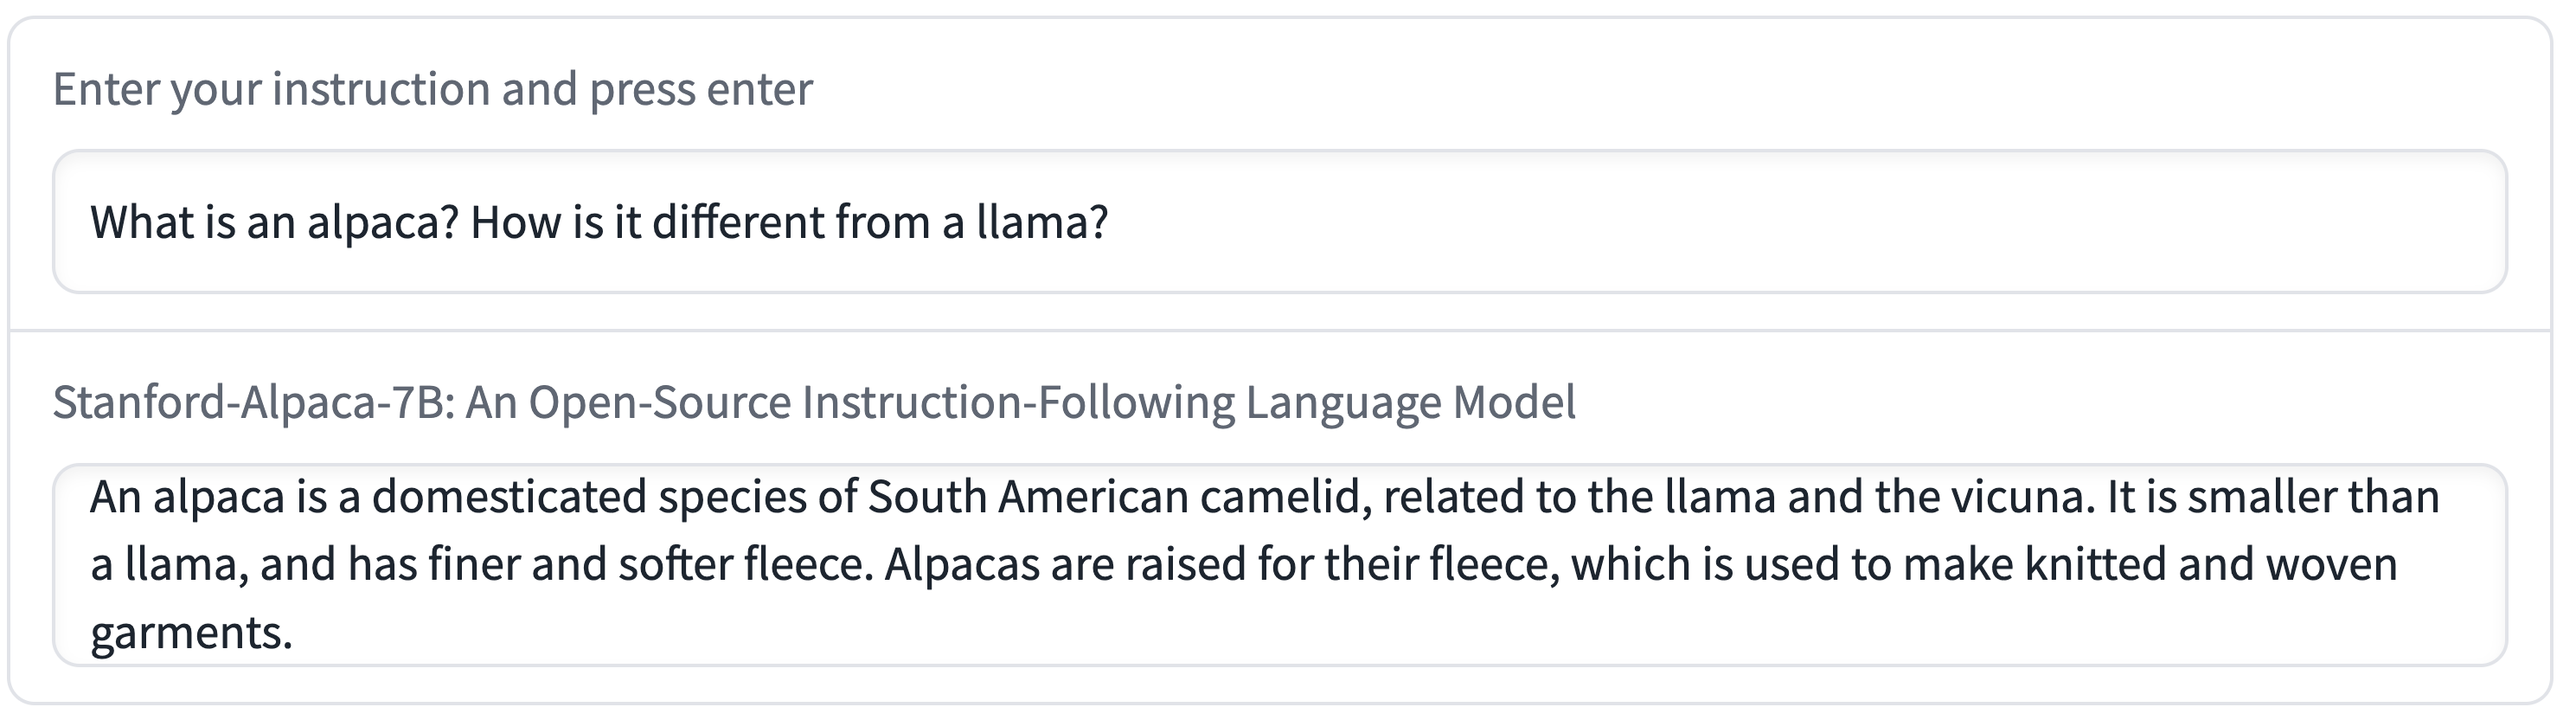 Enter your instruction and press enter
What is an alpaca? How is it different from a llama?
Stanford-Alpaca-7B: An Open-Source Instruction-Following Language Model
An alpaca is a domesticated species of South American camelid, related to the llama and the vicuna. It is smaller than
a llama, and has finer and softer fleece. Alpacas are raised for their fleece, which is used to make knitted and woven
garments.